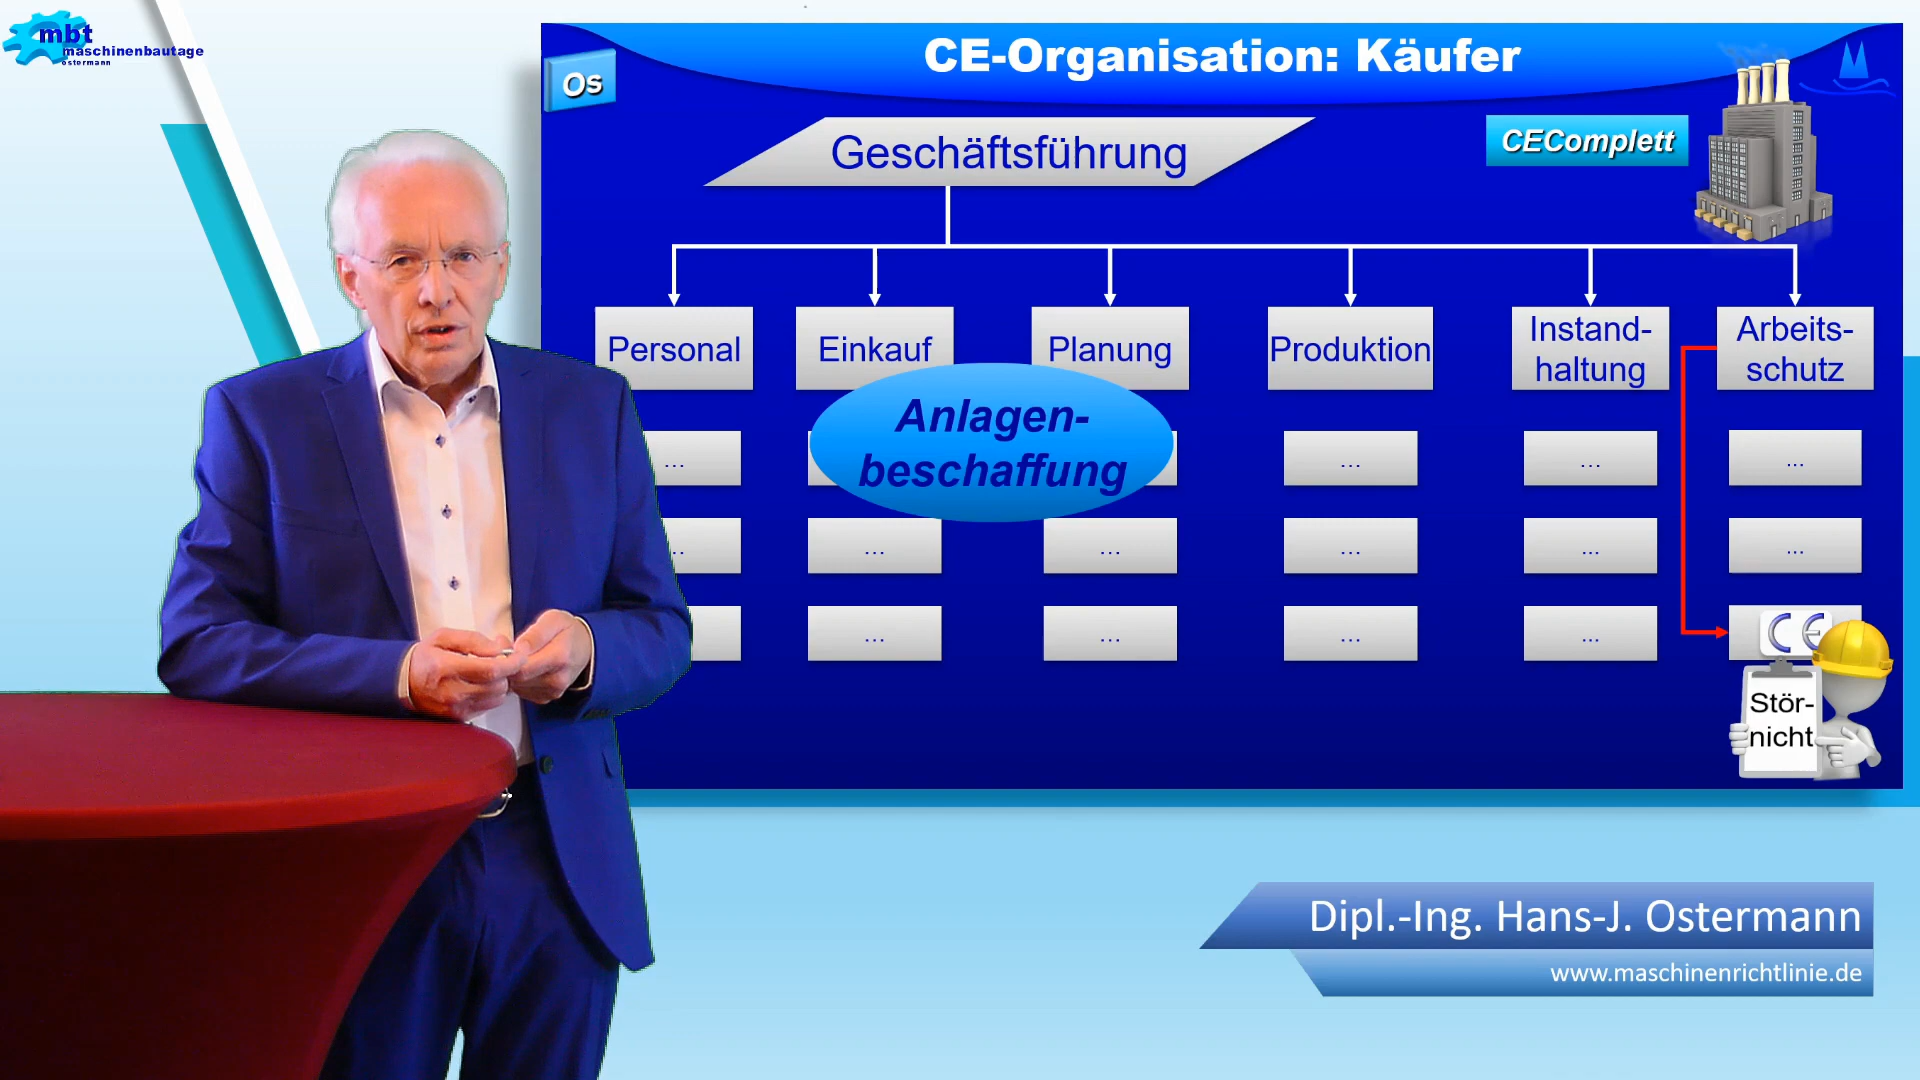 mbt
maschinenbautage
ostermann
Os
CE-Organisation: Käufer
CEComplett
Geschäftsführung
Personal
Einkauf
Planung
Produktion
Instand-
haltung
Arbeits-
schutz
Anlagen-
beschaffung
...
...
...
...
..
...
...
...
...
...
...
...
...
...
...
CE
Stör-
nicht
Dipl.-Ing. Hans-J. Ostermann
www.maschinenrichtlinie.de